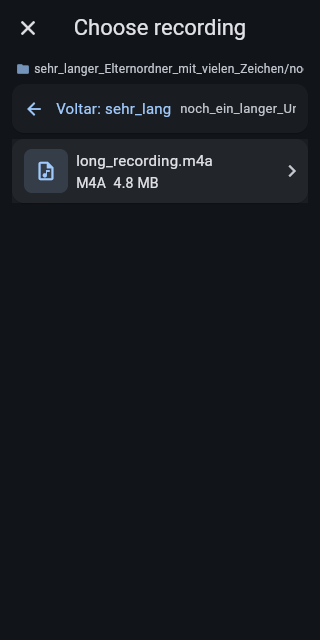 Choose recording
sehr_langer_Elternordner_mit_vielen_Zeichen/no
Voltar: sehr_lang noch_ein_langer_Ur
long_recording.m4a
M4A 4.8 MB